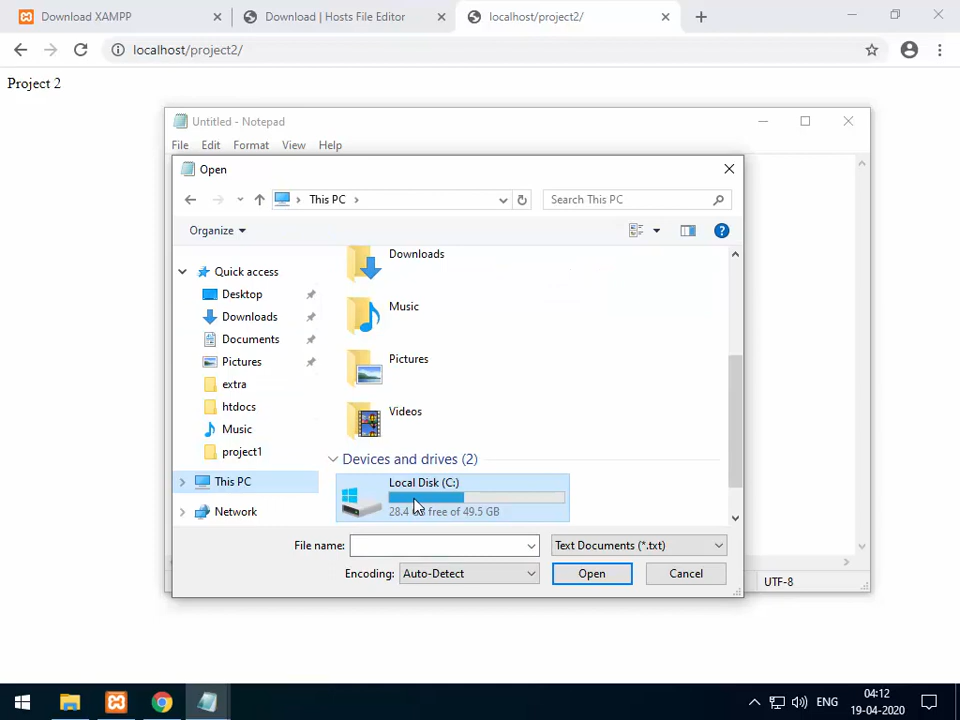 Download XAMPP
Download | Hosts File Editor
localhost/project2/
localhost/project2/
Project 2
Untitled - Notepad
File Edit Format View Help
Open
This PC
Search This PC
Organize
Quick access
Desktop
Downloads
Documents
Pictures
extra
htdocs
Music
project1
This PC
Network
Downloads
Music
Pictures
Videos
Devices and drives (2)
Local Disk (C:)
28.4 free of 49.5 GB
File name:
Text Documents (*.txt)
Encoding:
Auto-Detect
Open
Cancel
UTF-8
ENG
04:12
19-04-2020